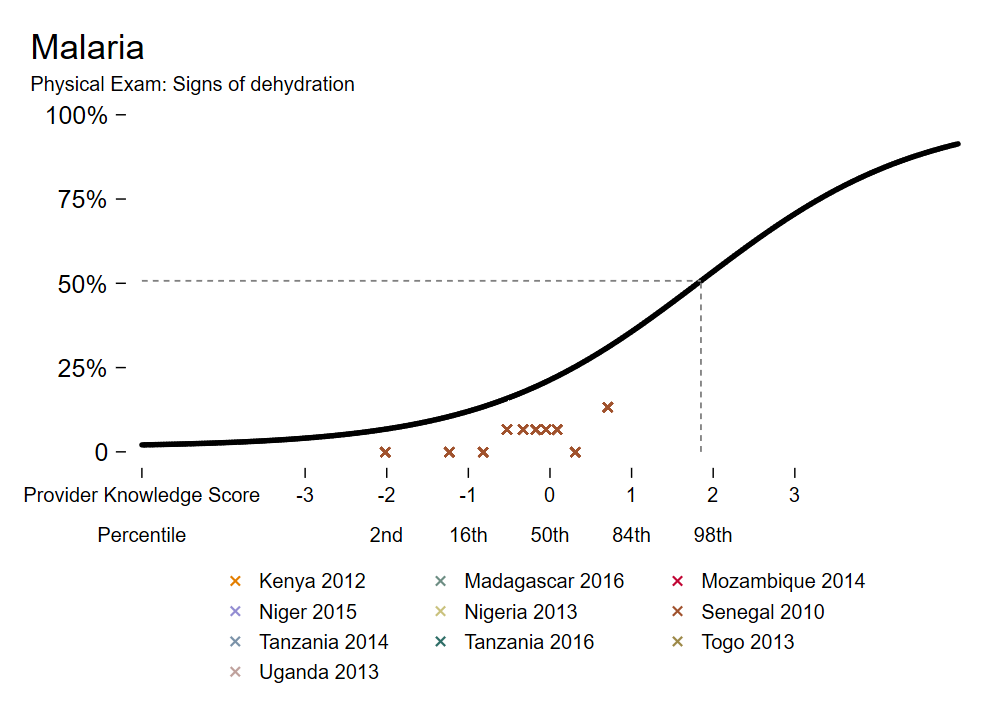 Malaria
Physical Exam: Signs of dehydration
100%
75%
50%
25%
0
Provider Knowledge Score -3 -2 -1 0 1 2 3
Percentile 2nd 16th 50th 84th 98th
Kenya 2012 Madagascar 2016 Mozambique 2014
Niger 2015 Nigeria 2013 Senegal 2010
Tanzania 2014 Tanzania 2016 Togo 2013
Uganda 2013